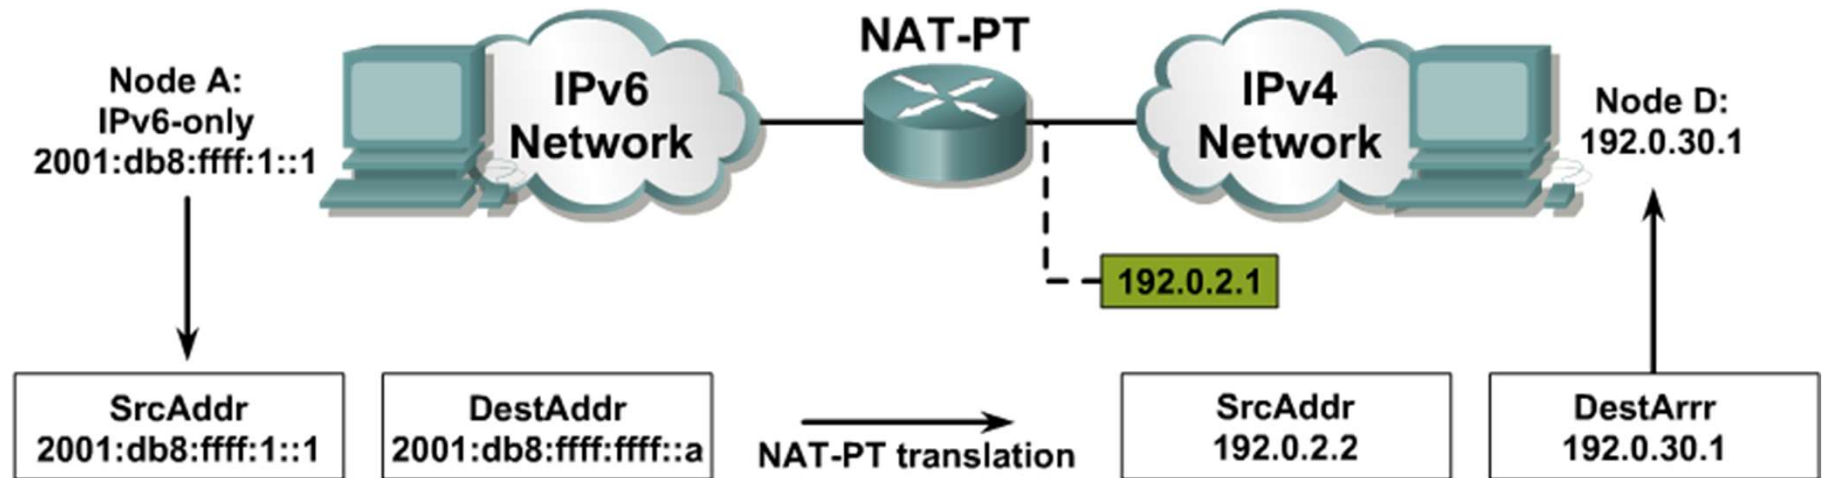 NAT-PT
Node A:
IPv6-only
2001:db8:ffff:1::1
IPv6
Network
IPv4
Network
Node D:
192.0.30.1
192.0.2.1
SrcAddr
2001:db8:ffff:1::1
DestAddr
2001:db8:ffff:ffff::a
NAT-PT translation
SrcAddr
192.0.2.2
DestArrr
192.0.30.1